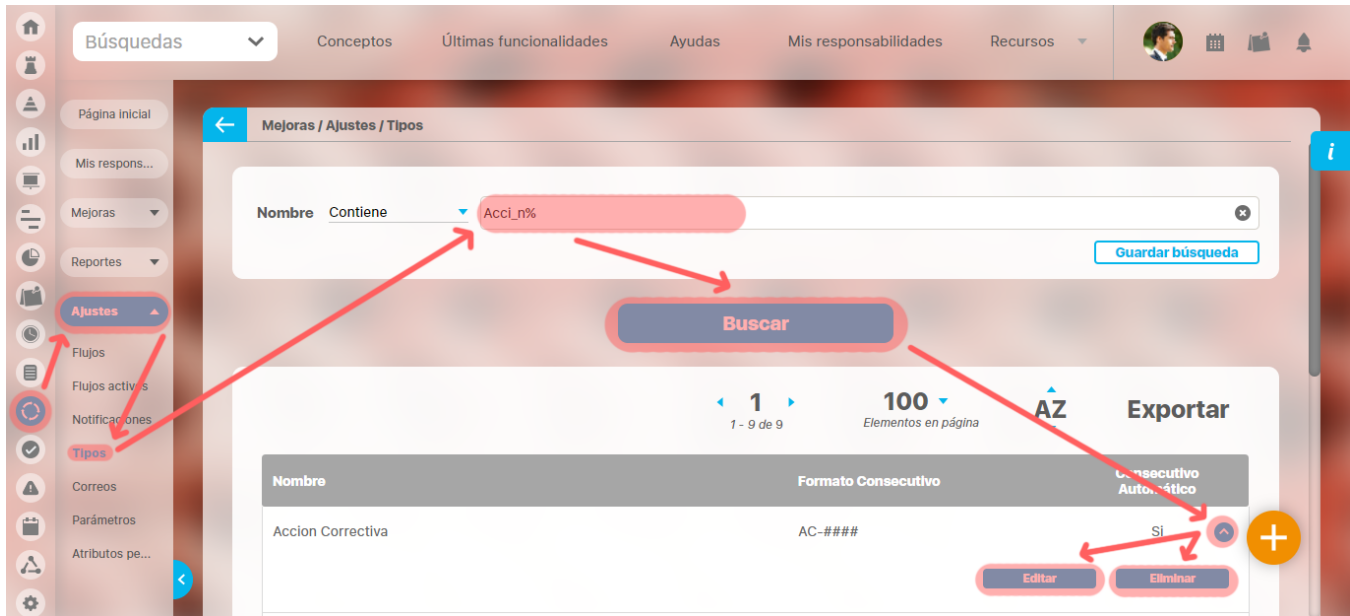 Búsquedas
Conceptos
Últimas funcionalidades
Ayudas
Mis responsabilidades
Recursos
Página inicial
Mis respons...
Mejoras
Reportes
Ajustes
Flujos
Flujos activos
Notificaciones
Tipos
Correos
Parámetros
Atributos pe...
Mejoras / Ajustes / Tipos
i
Nombre Contiene Acci_n%
Guardar búsqueda
Buscar
1
1 - 9 de 9
100
Elementos en página
AZ
Exportar
Nombre
Formato Consecutivo
Consecutivo
Automático
Accion Correctiva
AC-####
Si
Editar
Eliminar